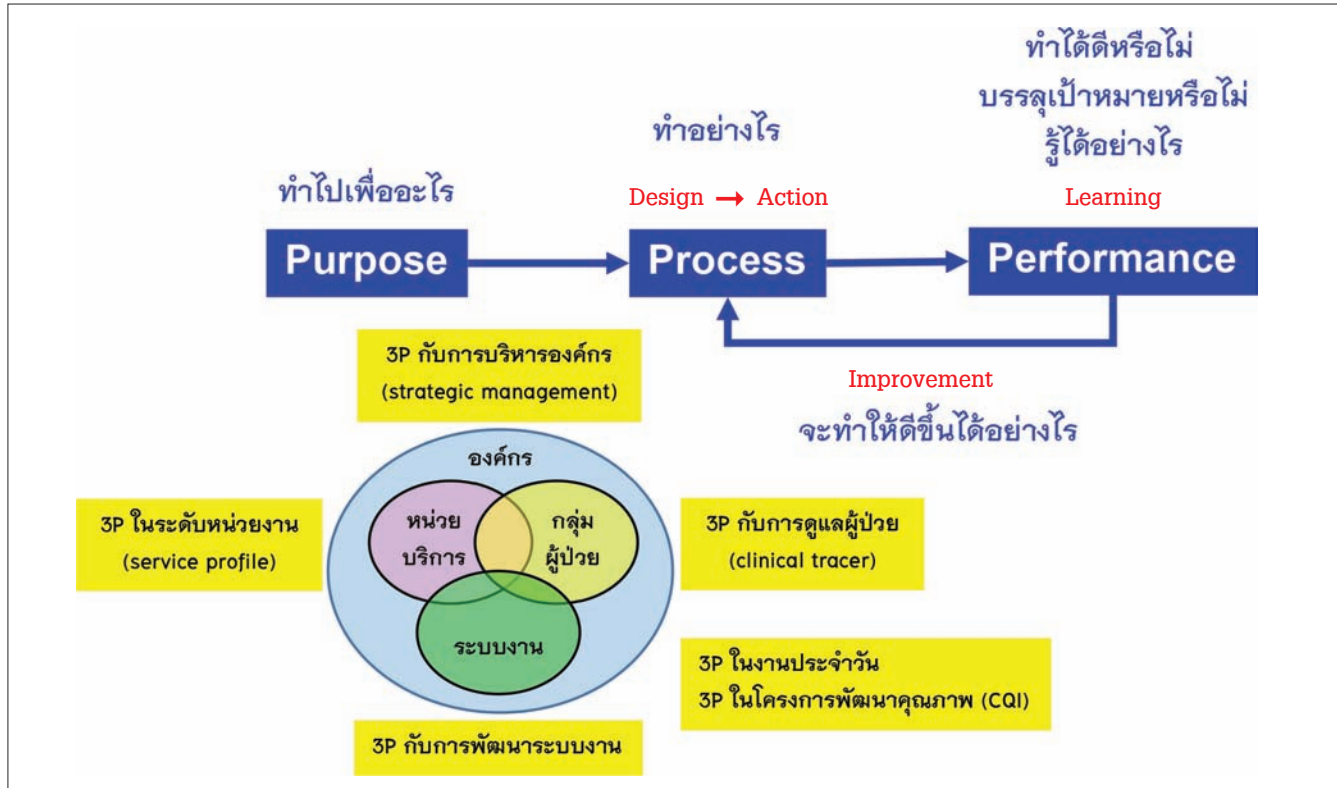 ทำไปเพื่ออะไร
Purpose
ทำอย่างไร
Design → Action
Process
ทำได้ดีหรือไม่
บรรลุเป้าหมายหรือไม่
รู้ได้อย่างไร
Learning
Performance
Improvement
จะทำให้ดีขึ้นได้อย่างไร
3P กับการบริหารองค์กร
(strategic management)
องค์กร
หน่วย
บริการ
กลุ่ม
ผู้ป่วย
ระบบงาน
3P ในระดับหน่วยงาน
(service profile)
3P กับการดูแลผู้ป่วย
(clinical tracer)
3P ในงานประจำวัน
3P ในโครงการพัฒนาคุณภาพ (CQI)
3P กับการพัฒนาระบบงาน